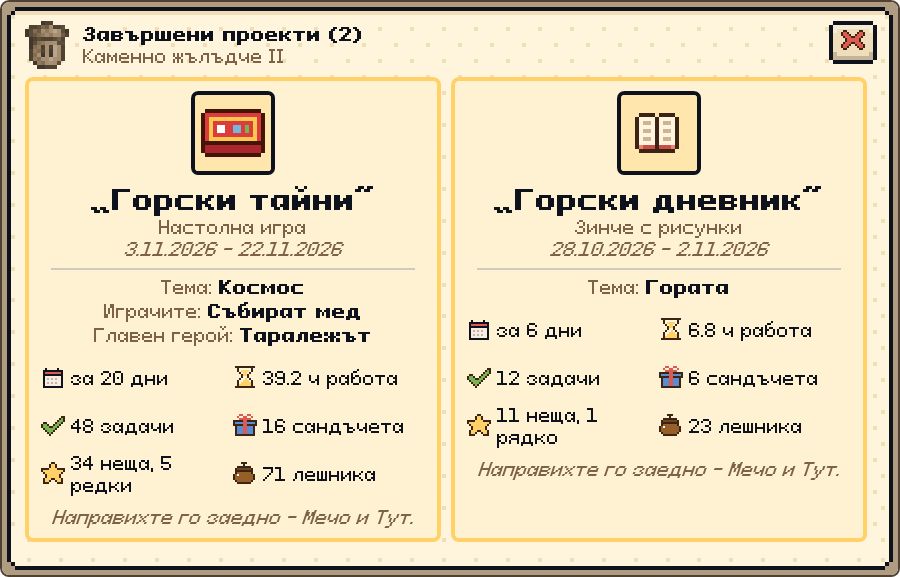 Завършени проекти (2)
Каменно жълъдче II
„Горски тайни“
Настолна игра
3.11.2026 – 22.11.2026
Тема: Космос
Играчите: Събират мед
Главен герой: Таралежът
за 20 дни
39.2 ч работа
48 задачи
16 сандъчета
34 неща, 5
редки
71 лешника
Направихте го заедно – Мечо и Тут.
„Горски дневник“
Зинче с рисунки
28.10.2026 – 2.11.2026
Тема: Гората
за 6 дни
6.8 ч работа
12 задачи
6 сандъчета
11 неща, 1
рядко
23 лешника
Направихте го заедно – Мечо и Тут.